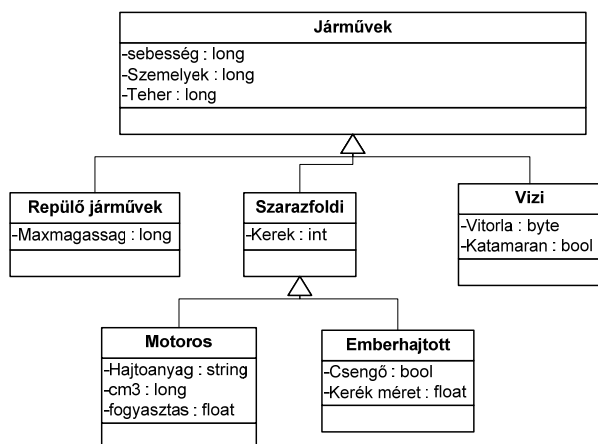 Járművek
-sebesség : long
-Szemelyek : long
-Teher : long
Repülő járművek
-Maxmagassag : long
Szarazfoldi
-Kerek : int
Vizi
-Vitorla : byte
-Katamaran : bool
Motoros
-Hajtoanyag : string
-cm3 : long
-fogyasztas : float
Emberhajtott
-Csengő : bool
-Kerék méret : float